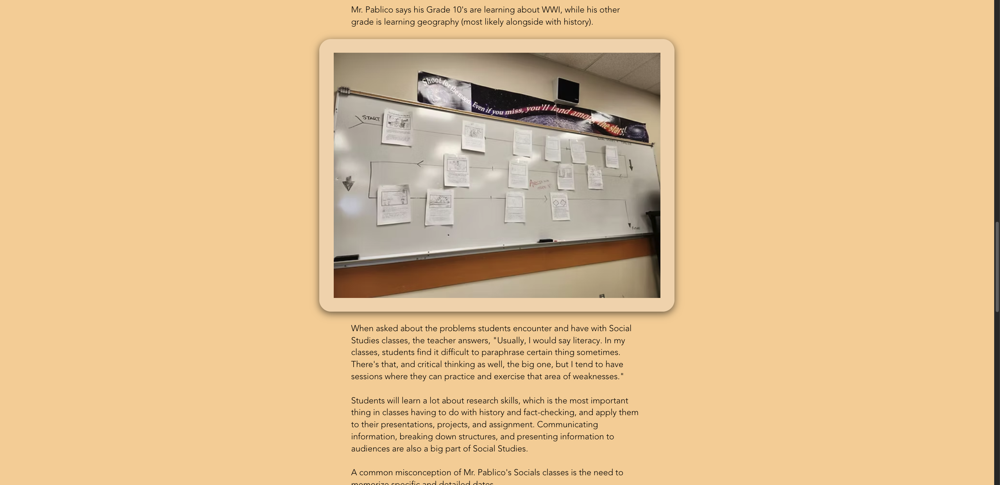 Mr. Pablico says his Grade 10's are learning about WWI, while his other
grade is learning geography (most likely alongside with history).
Shoot for the moon. Even if you miss, you'll land among the stars!
START
Future
When asked about the problems students encounter and have with Social
Studies classes, the teacher answers, "Usually, I would say literacy. In my
classes, students find it difficult to paraphrase certain thing sometimes.
There's that, and critical thinking as well, the big one, but I tend to have
sessions where they can practice and exercise that area of weaknesses."
Students will learn a lot about research skills, which is the most important
thing in classes having to do with history and fact-checking, and apply them
to their presentations, projects, and assignment. Communicating
information, breaking down structures, and presenting information to
audiences are also a big part of Social Studies.
A common misconception of Mr. Pablico's Socials classes is the need to
memorize specific and detailed dates.